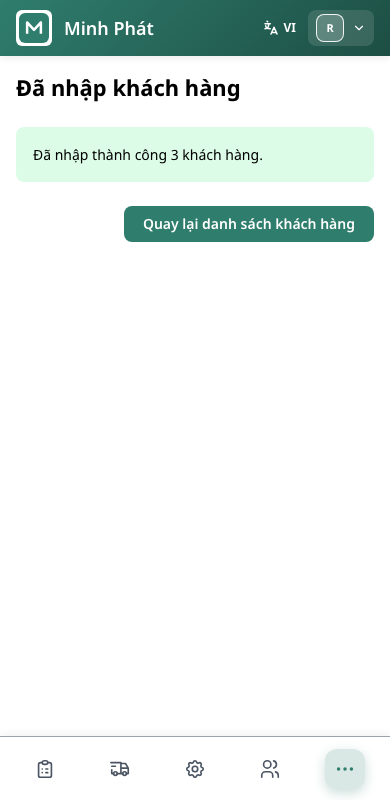 Minh Phát
VI
R
Đã nhập khách hàng
Đã nhập thành công 3 khách hàng.
Quay lại danh sách khách hàng